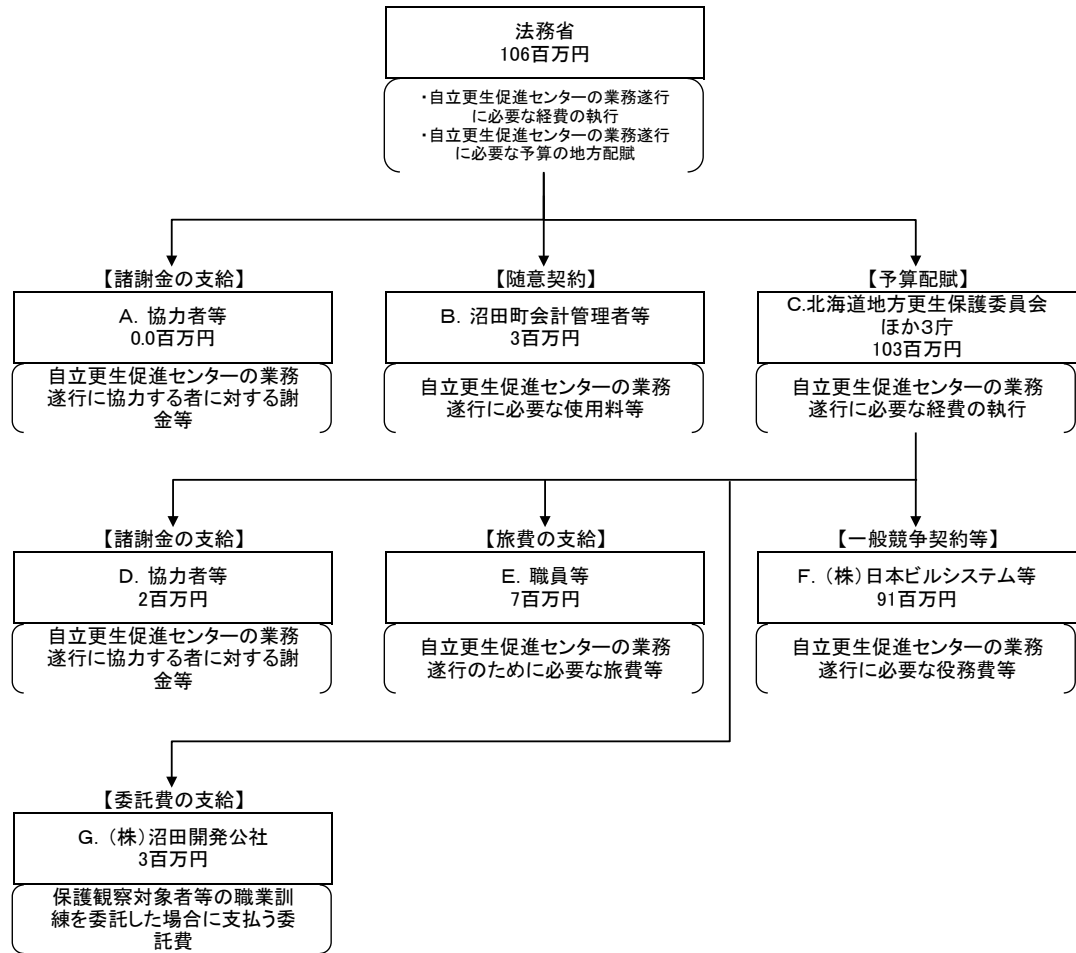 法務省
106百万円
・自立更生促進センターの業務遂行
に必要な経費の執行
・自立更生促進センターの業務遂行
に必要な予算の地方配賦
【諸謝金の支給】
A．協力者等
0.0百万円
自立更生促進センターの業務
遂行に協力する者に対する謝
金等
【随意契約】
B．沼田町会計管理者等
3百万円
自立更生促進センターの業務
遂行に必要な使用料等
【予算配賦】
C.北海道地方更生保護委員会
ほか３庁
103百万円
自立更生促進センターの業務
遂行に必要な経費の執行
【諸謝金の支給】
D．協力者等
2百万円
自立更生促進センターの業務
遂行に協力する者に対する謝
金等
【旅費の支給】
E．職員等
7百万円
自立更生促進センターの業務
遂行のために必要な旅費等
【一般競争契約等】
F．（株）日本ビルシステム等
91百万円
自立更生促進センターの業務
遂行に必要な役務費等
【委託費の支給】
G．（株）沼田開発公社
3百万円
保護観察対象者等の職業訓
練を委託した場合に支払う委
託費